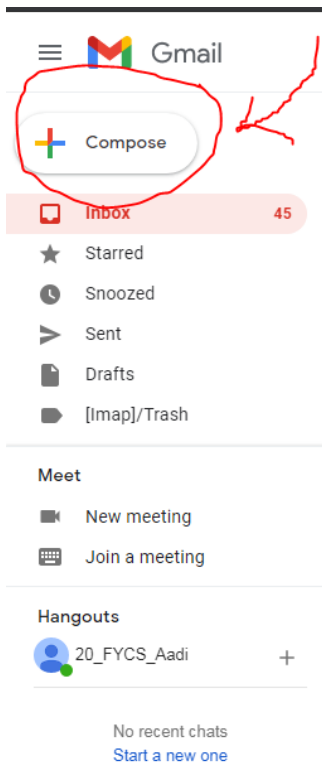 Gmail
Compose
Inbox 45
Starred
Snoozed
Sent
Drafts
[Imap]/Trash
Meet
New meeting
Join a meeting
Hangouts
20_FYCS_Aadi
No recent chats
Start a new one